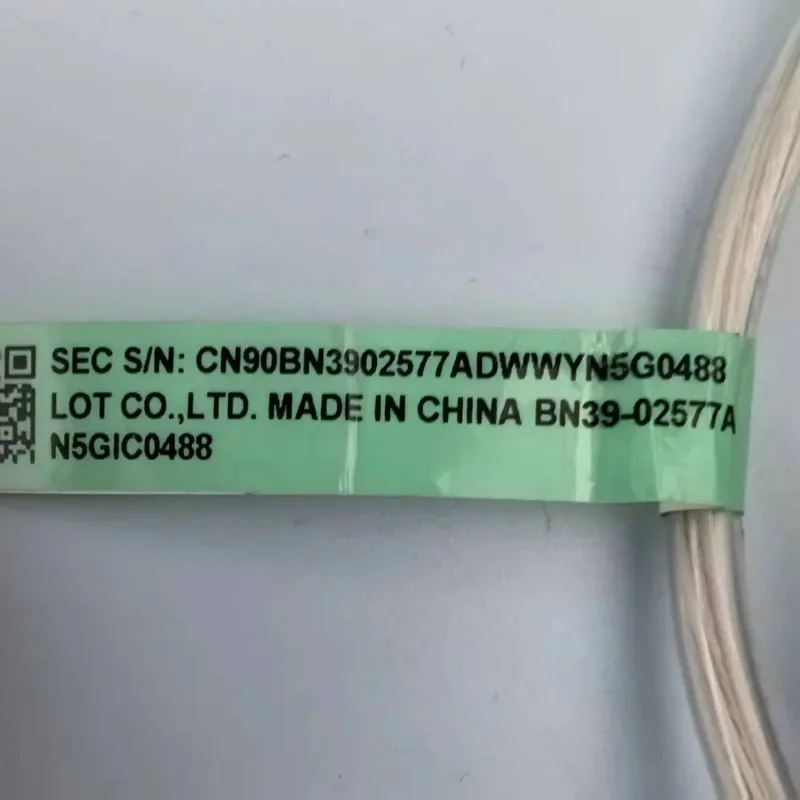 SEC S/N: CN90BN3902577ADWWYN5G0488
LOT CO.,LTD. MADE IN CHINA BN39-02577A
N5GIC0488